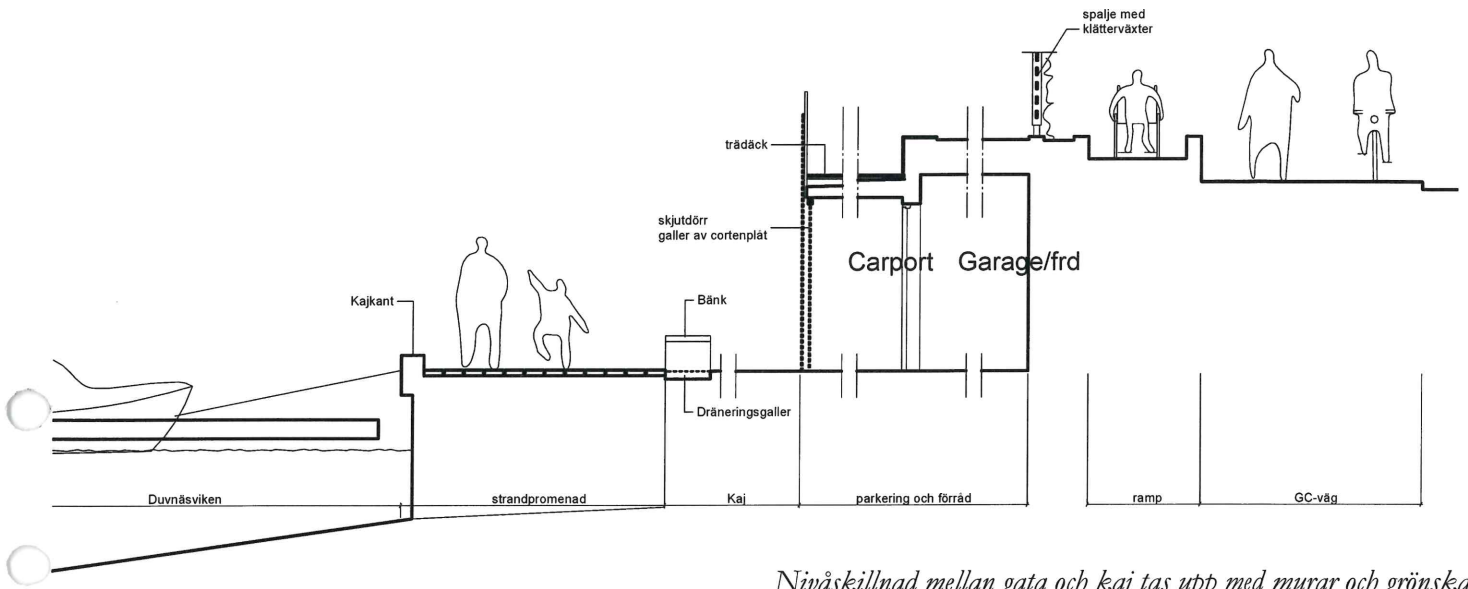 spalje med
klätterväxter
trädäck
skjutdörr
galler av cortenplåt
Carport Garage/frd
Kajkant
Bänk
Dräneringsgaller
Duvnäsviken strandpromenad Kaj parkering och förråd ramp GC-väg
Nivåskillnad mellan gata och kaj tas upp med murar och grönska